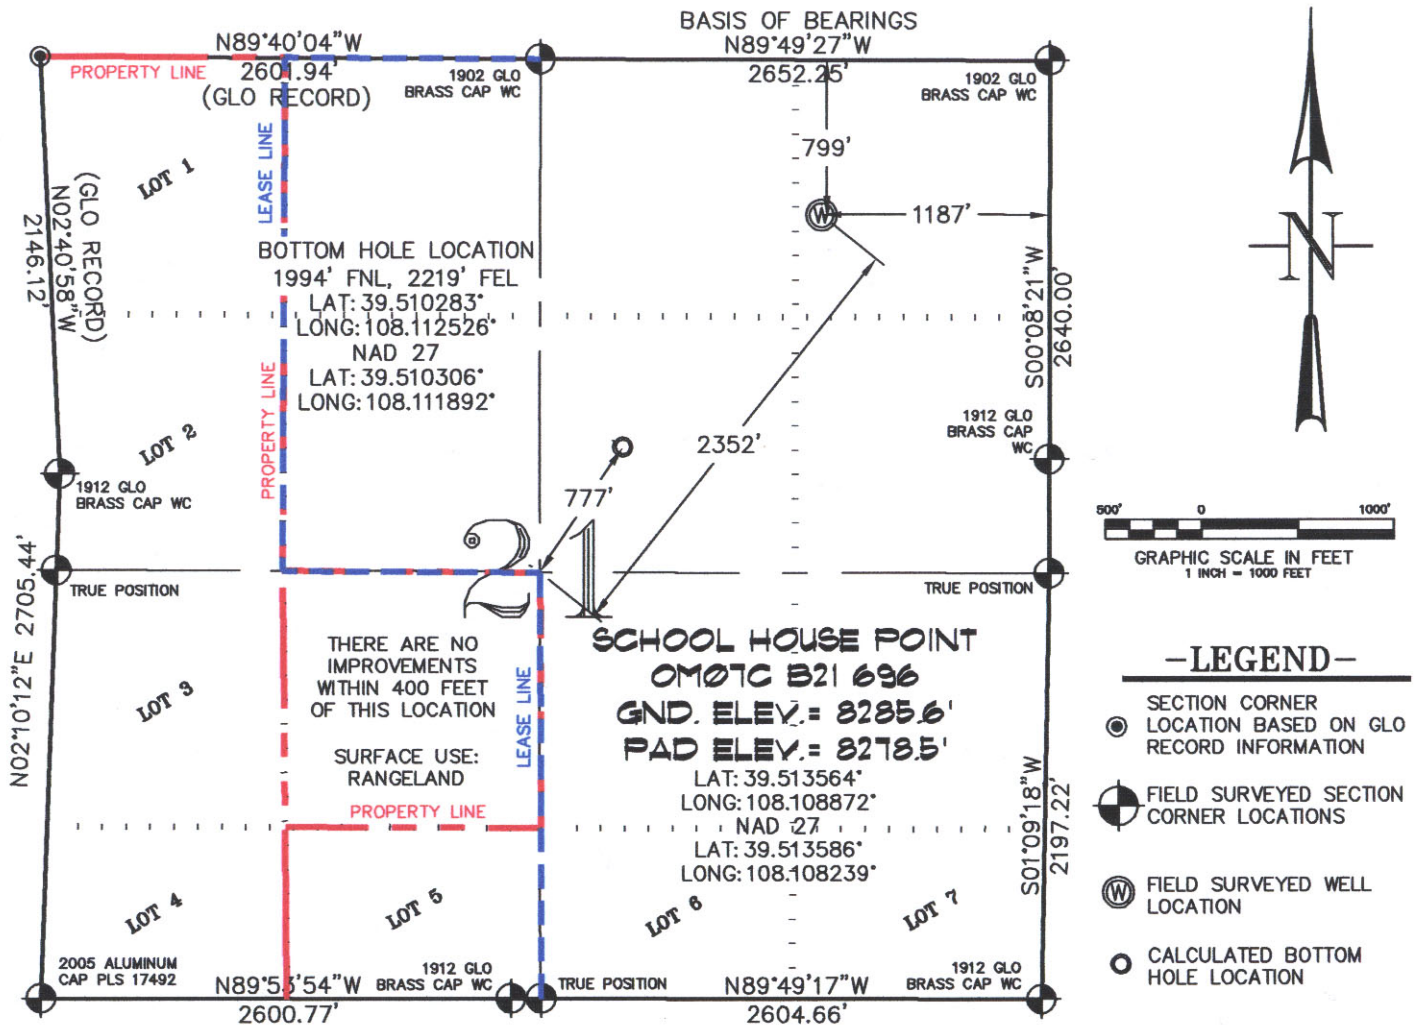 BASIS OF BEARINGS
N89°40'04"W
N89°49'27"W
PROPERTY LINE
2601.94'
(GLO RECORD)
1902 GLO
BRASS CAP WC
2652.25'
1902 GLO
BRASS CAP WC
799'
LOT 1
LEASE LINE
(GLO RECORD)
N02°40'58"W
2146.12'
W
1187'
BOTTOM HOLE LOCATION
1994' FNL, 2219' FEL
LAT: 39.510283°
LONG: 108.112526°
NAD 27
LAT: 39.510306°
LONG: 108.111892°
S00°08'21"W
2640.00'
N
PROPERTY LINE
LOT 2
2352'
1912 GLO
BRASS CAP
WC
1912 GLO
BRASS CAP WC
777'
21
500' 0 1000'
GRAPHIC SCALE IN FEET
1 INCH = 1000 FEET
N02°10'12"E 2705.44'
TRUE POSITION
TRUE POSITION
THERE ARE NO
IMPROVEMENTS
WITHIN 400 FEET
OF THIS LOCATION
SURFACE USE:
RANGELAND
LOT 3
LEASE LINE
SCHOOL HOUSE POINT
OM07C B21 696
GND. ELEV.= 8285.6'
PAD ELEV.= 8278.5'
LAT: 39.513564°
LONG: 108.108872°
NAD 27
LAT: 39.513586°
LONG: 108.108239°
PROPERTY LINE
S01°09'18"W
2197.22'
LOT 4
LOT 5
LOT 6
LOT 7
2005 ALUMINUM
CAP PLS 17492
N89°53'54"W
2600.77'
1912 GLO
BRASS CAP WC
TRUE POSITION
N89°49'17"W
2604.66'
1912 GLO
BRASS CAP WC
-LEGEND-
SECTION CORNER
LOCATION BASED ON GLO
RECORD INFORMATION
FIELD SURVEYED SECTION
CORNER LOCATIONS
W
FIELD SURVEYED WELL
LOCATION
CALCULATED BOTTOM
HOLE LOCATION